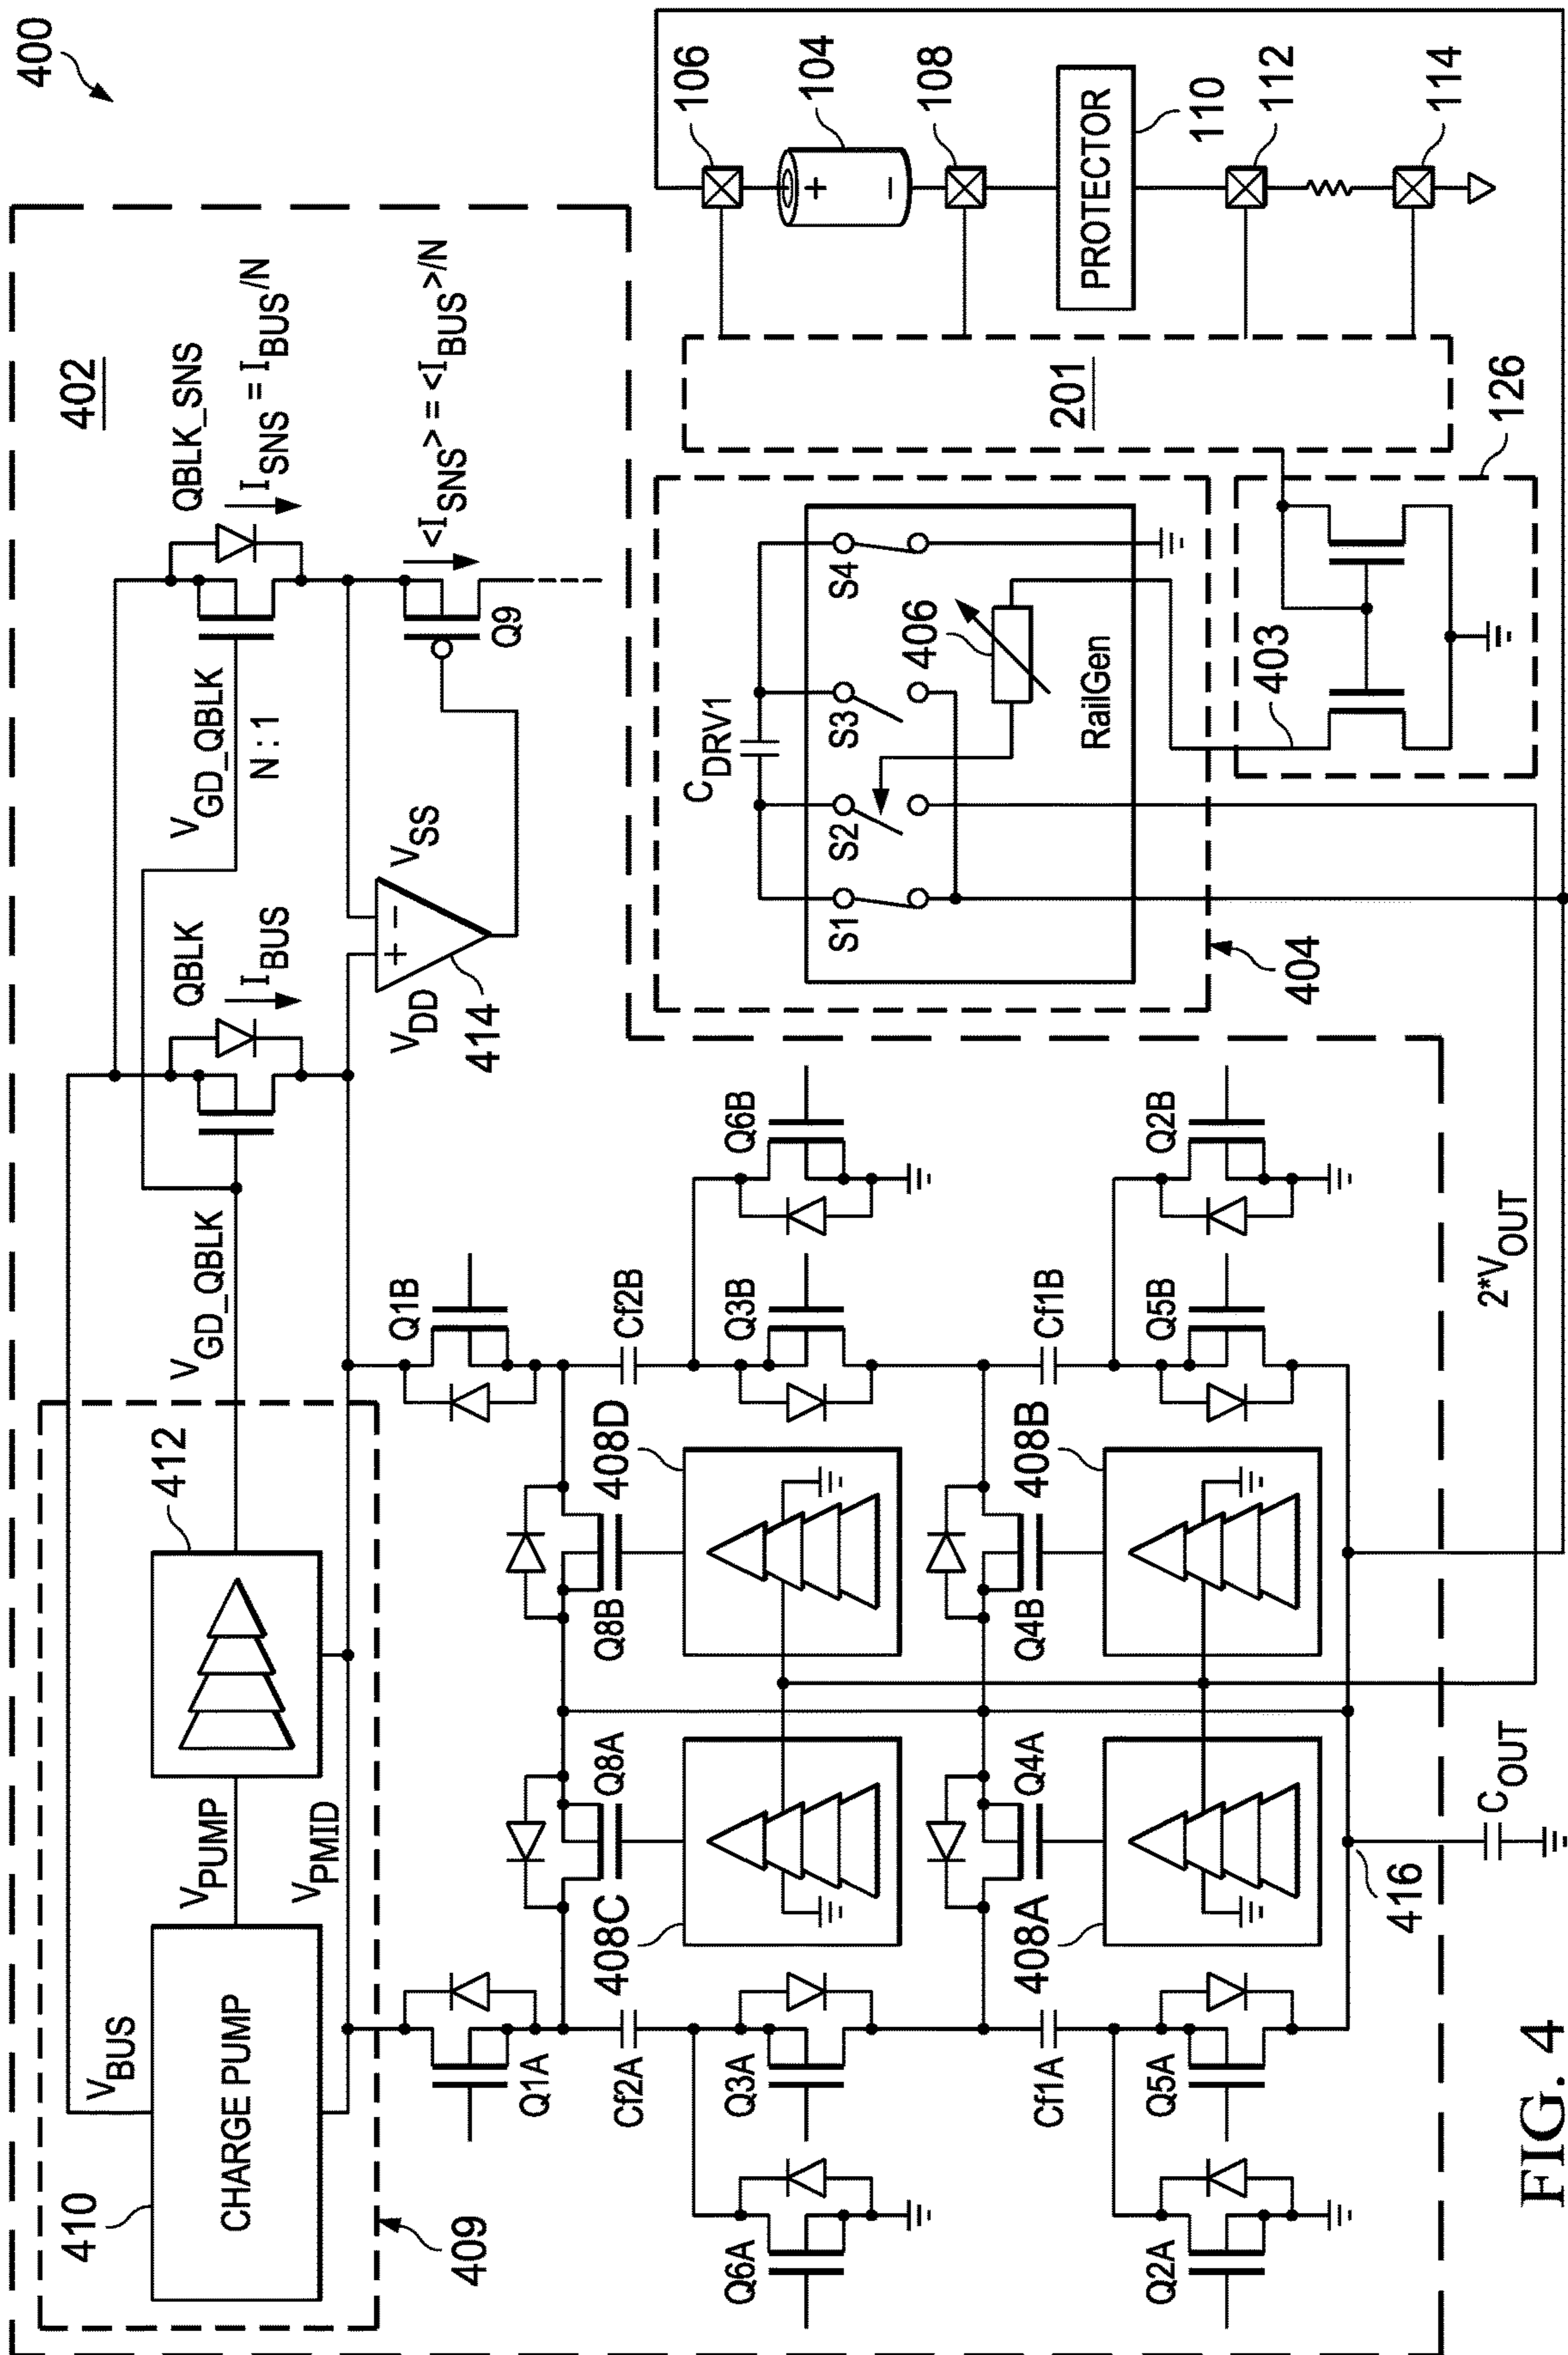 400
402
409
410
CHARGE PUMP
V_BUS
V_PUMP
V_PMID
412
V_GD_QBLK
QBLK
I_BUS
V_GD_QBLK
N : 1
QBLK_SNS
I_SNS = I_BUS/N
<I_SNS> = <I_BUS>/N
V_DD
V_SS
+
−
414
Q9
Q1A
Q1B
Cf2A
Cf2B
Q8A
Q8B
408C
408D
Q6A
Q3A
Q3B
Q6B
Q4A
Q4B
408A
408B
Cf1A
Cf1B
Q2A
Q5A
Q5B
Q2B
416
C_OUT
2*V_OUT
404
C_DRV1
S1
S2
S3
S4
406
RailGen
403
126
201
106
+
−
104
108
PROTECTOR
110
112
114
FIG. 4